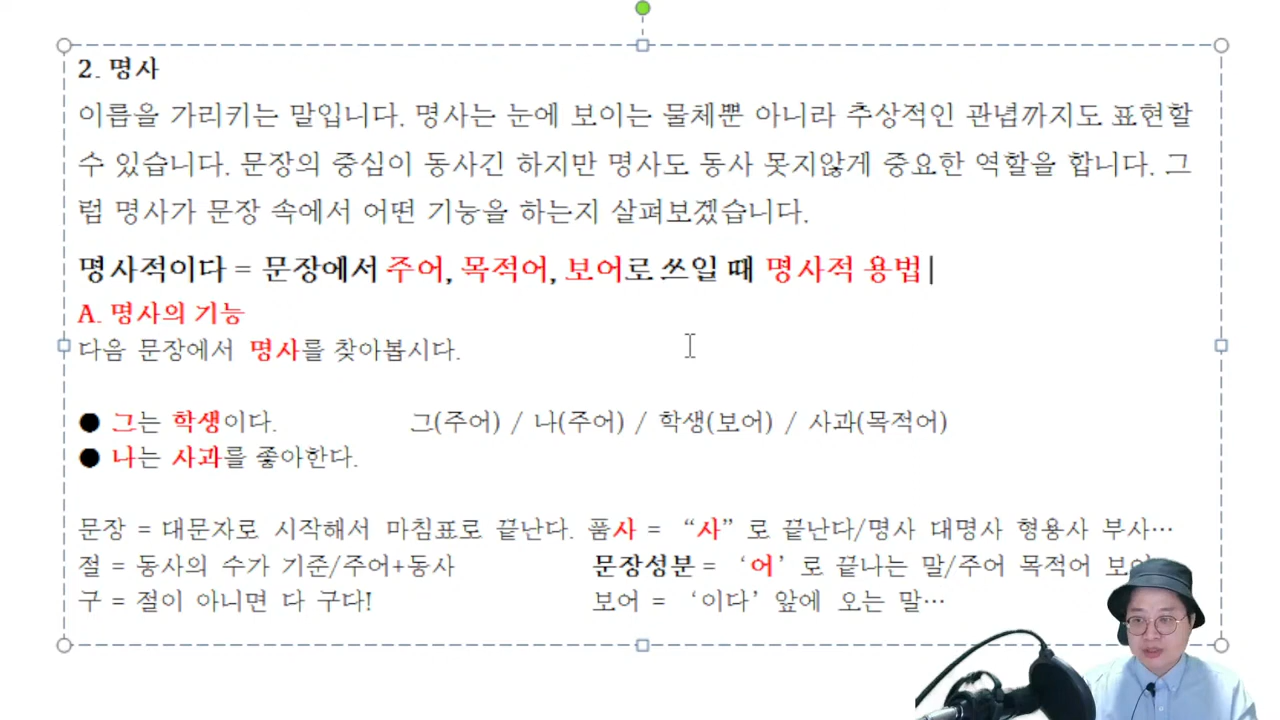 2. 명사
이름을 가리키는 말입니다. 명사는 눈에 보이는 물체뿐 아니라 추상적인 관념까지도 표현할
수 있습니다. 문장의 중심이 동사긴 하지만 명사도 동사 못지않게 중요한 역할을 합니다. 그
럼 명사가 문장 속에서 어떤 기능을 하는지 살펴보겠습니다.
명사적이다 = 문장에서 주어, 목적어, 보어로 쓰일 때 명사적 용법
A. 명사의 기능
다음 문장에서 명사를 찾아봅시다.
● 그는 학생이다. 그(주어) / 나(주어) / 학생(보어) / 사과(목적어)
● 나는 사과를 좋아한다.
문장 = 대문자로 시작해서 마침표로 끝난다. 품사 = “사” 로 끝난다/명사 대명사 형용사 부사…
절 = 동사의 수가 기준/주어+동사 문장성분 = ‘어’ 로 끝나는 말/주어 목적어
구 = 절이 아니면 다 구다! 보어 = ‘이다’ 앞에 오는 말…